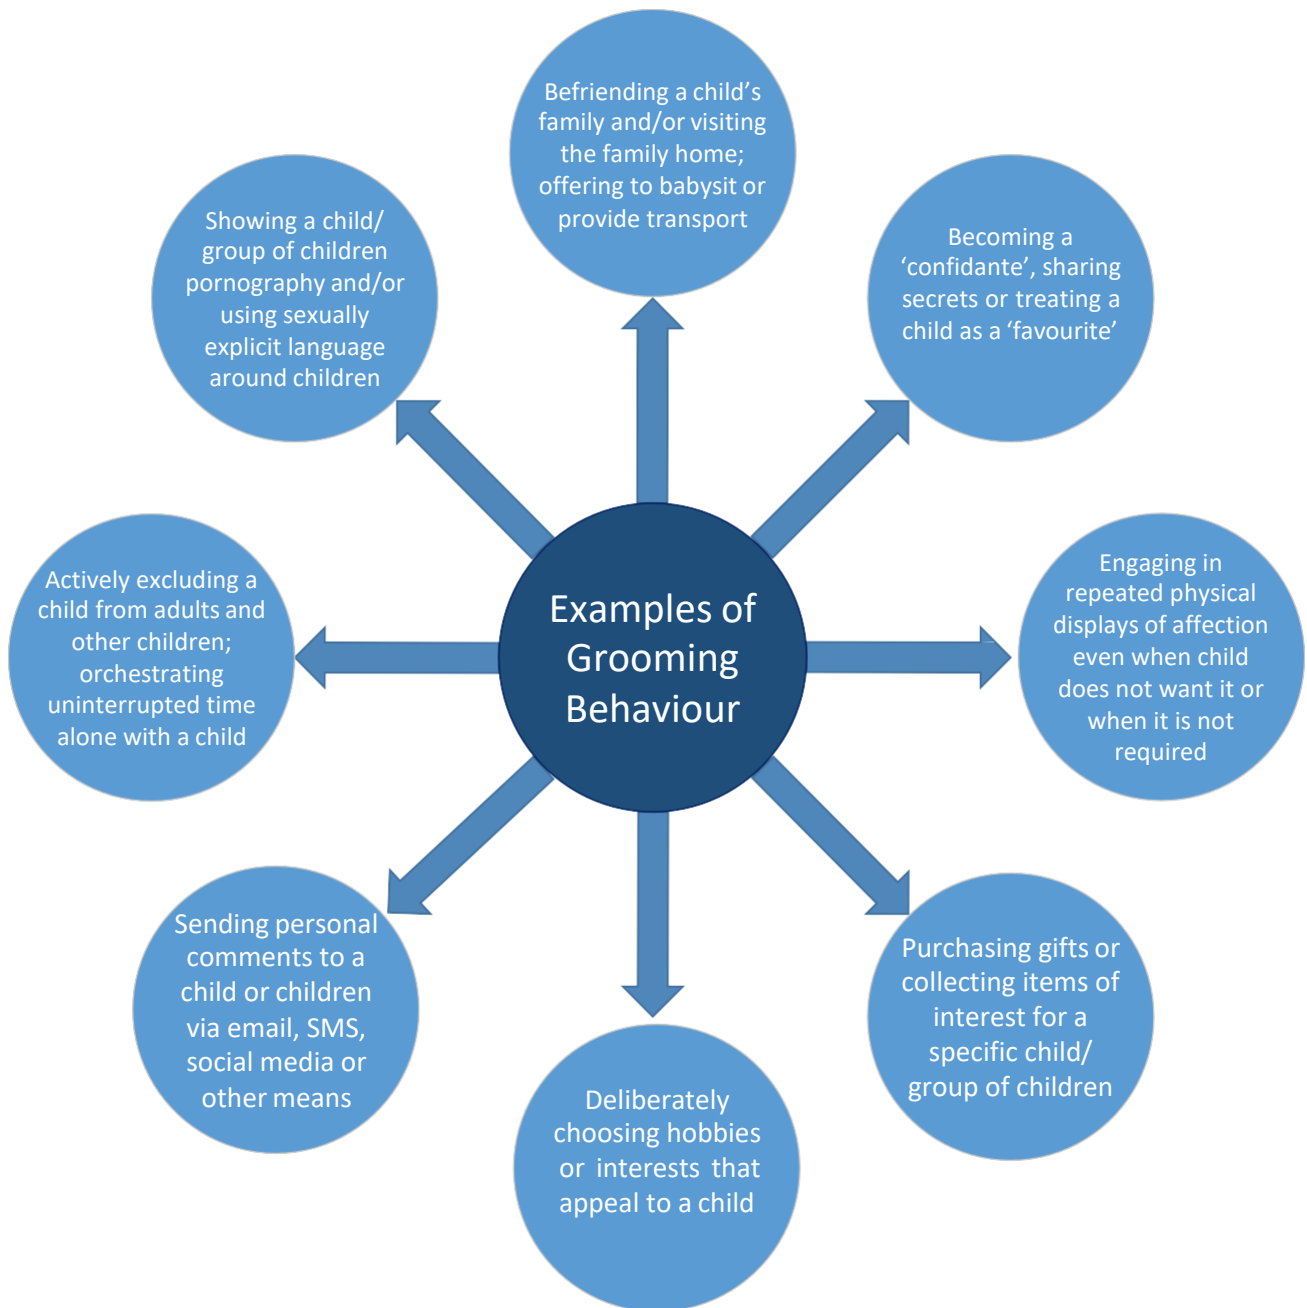 Befriending a child’s
family and/or visiting
the family home;
offering to babysit or
provide transport
Becoming a
‘confidante’, sharing
secrets or treating a
child as a ‘favourite’
Engaging in
repeated physical
displays of affection
even when child
does not want it or
when it is not
required
Purchasing gifts or
collecting items of
interest for a
specific child/
group of children
Deliberately
choosing hobbies
or interests that
appeal to a child
Sending personal
comments to a
child or children
via email, SMS,
social media or
other means
Actively excluding a
child from adults and
other children;
orchestrating
uninterrupted time
alone with a child
Showing a child/
group of children
pornography and/or
using sexually
explicit language
around children
Examples of
Grooming
Behaviour